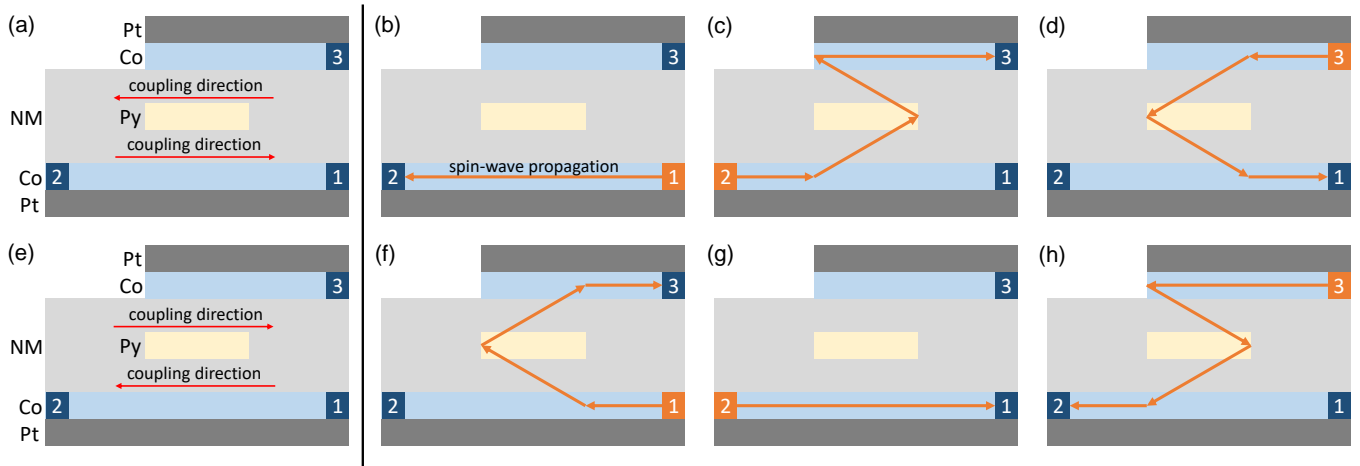 (a)
Pt
Co
3
coupling direction
NM
Py
coupling direction
Co
2
1
Pt
(b)
3
spin-wave propagation
2
1
(c)
3
2
1
(d)
3
2
1
(e)
Pt
Co
3
coupling direction
NM
Py
coupling direction
Co
2
1
Pt
(f)
3
2
1
(g)
3
2
1
(h)
3
2
1